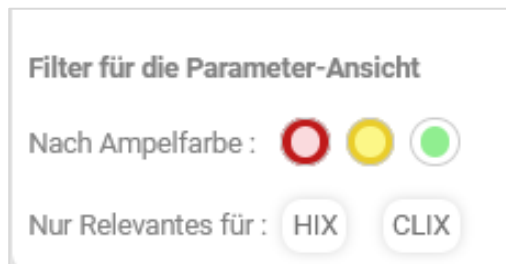 Filter für die Parameter-Ansicht
Nach Ampelfarbe :
Nur Relevantes für : HIX CLIX